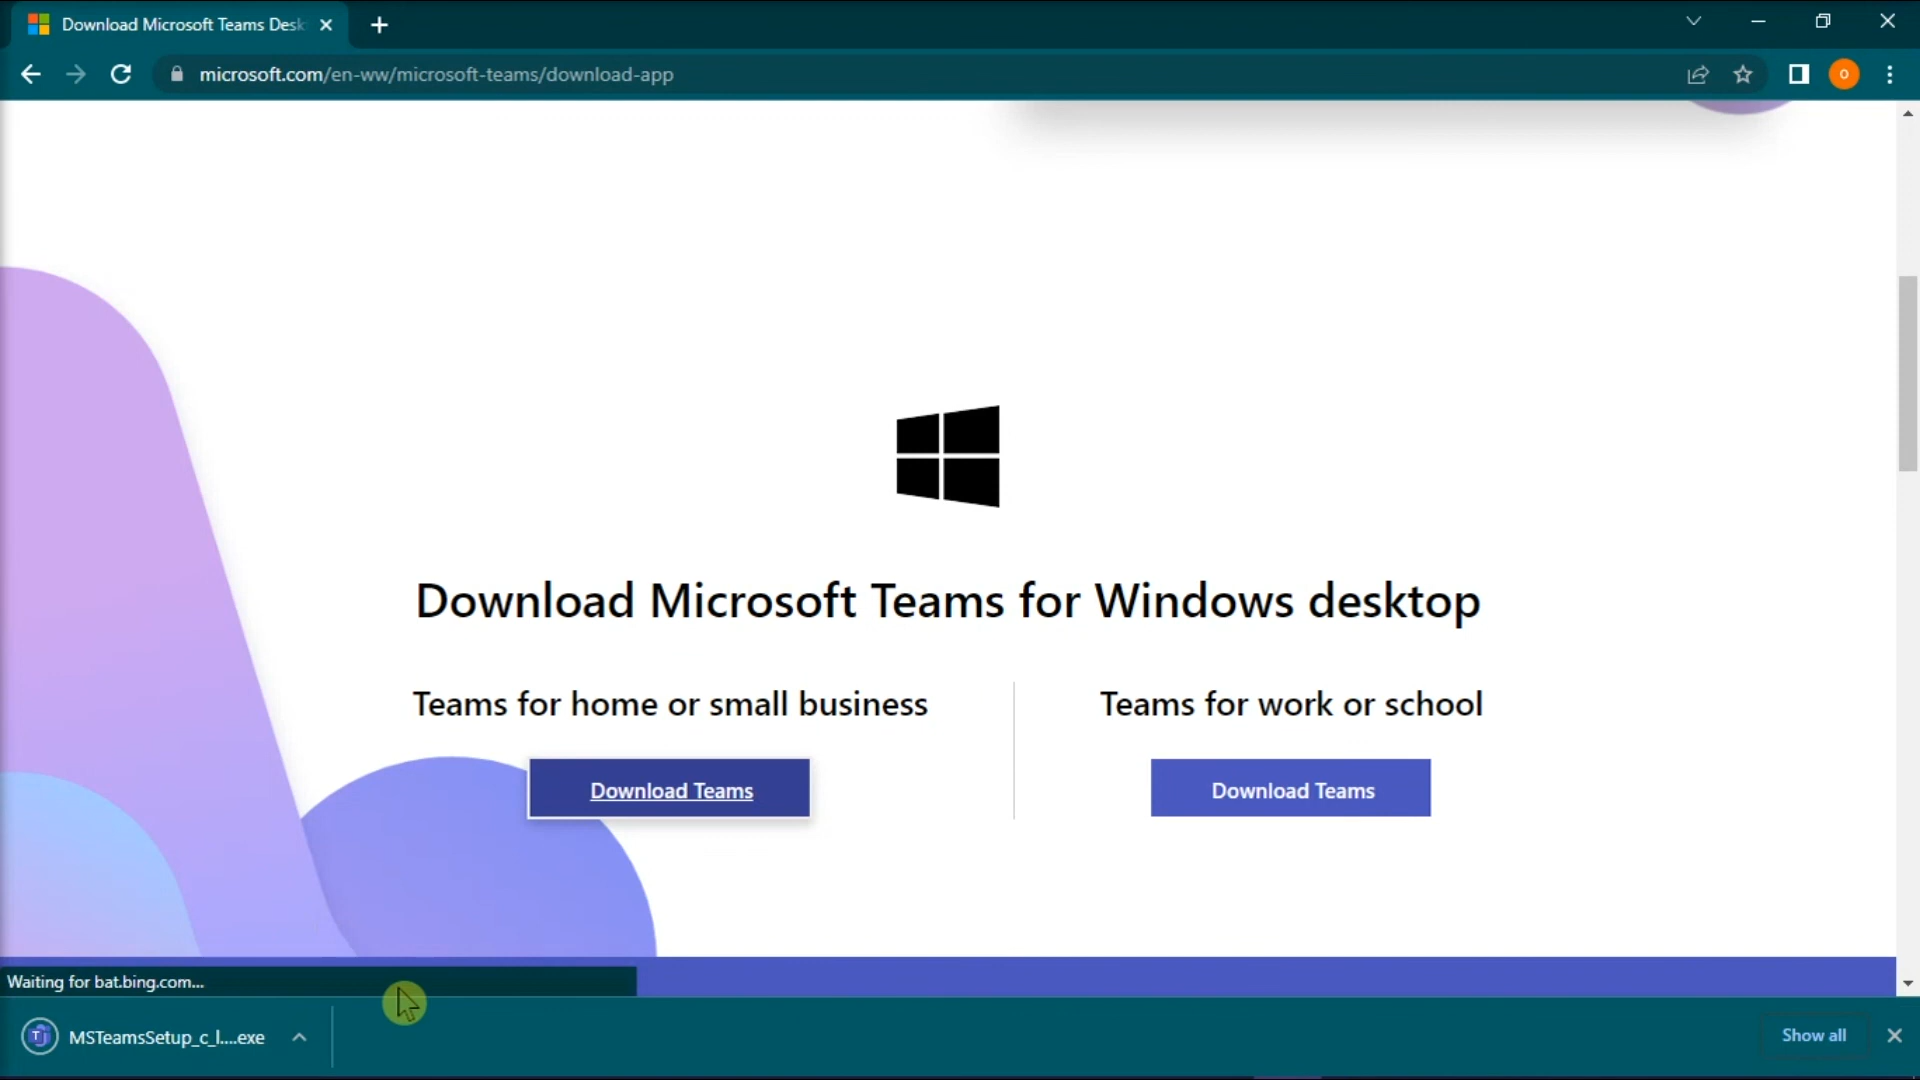 Download Microsoft Teams Desk
microsoft.com/en-ww/microsoft-teams/download-app
o
Download Microsoft Teams for Windows desktop
Teams for home or small business
Teams for work or school
Download Teams
Download Teams
Waiting for bat.bing.com...
MSTeamsSetup_c_l....exe
Show all